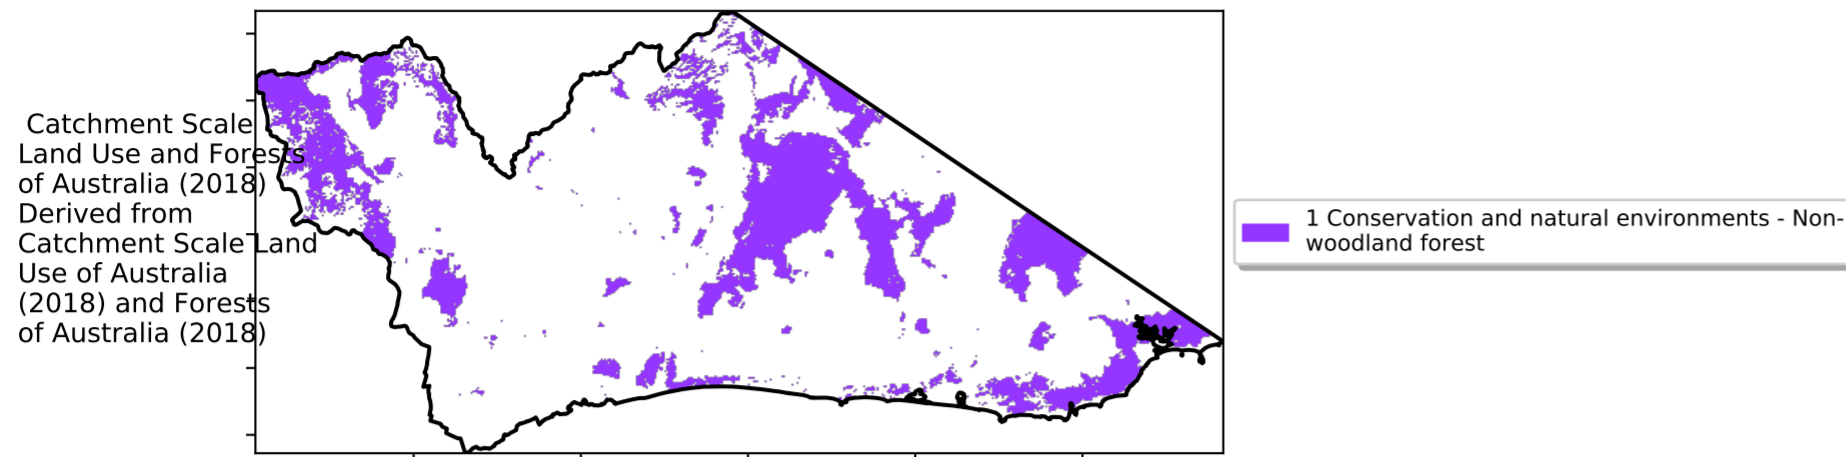 Catchment Scale
Land Use and Forests
of Australia (2018)
Derived from
Catchment Scale Land
Use of Australia
(2018) and Forests
of Australia (2018)
1 Conservation and natural environments - Non-
woodland forest